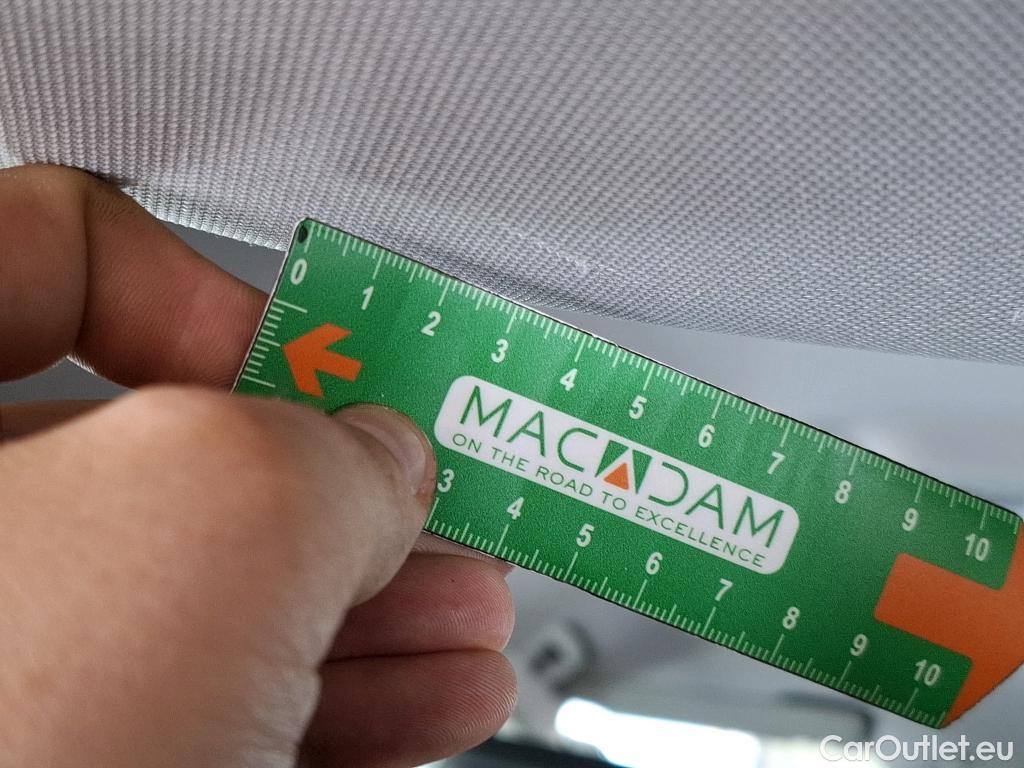 0 1 2 3 4 5 6 7 8 9 10
MACADAM
ON THE ROAD TO EXCELLENCE
3 4 5 6 7 8 9 10
CarOutlet.eu